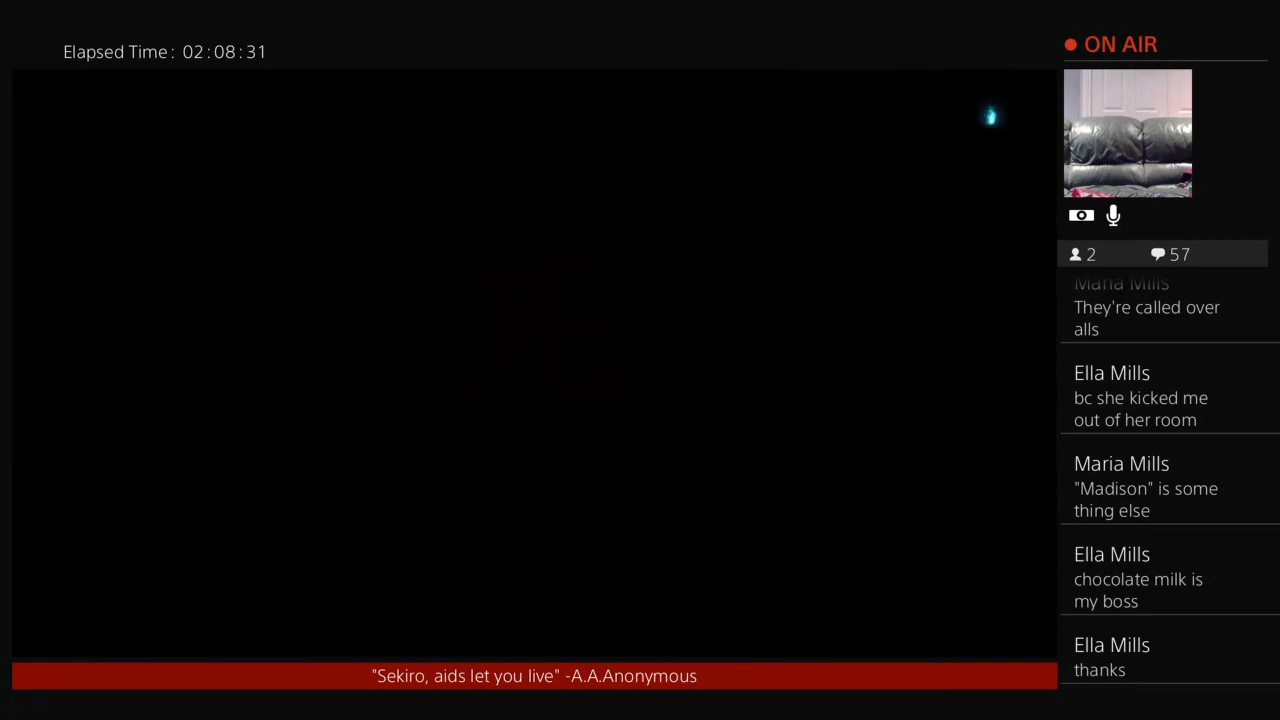 Elapsed Time: 02:08:31
ON AIR
2 57
Maria Mills
They're called over
alls
Ella Mills
bc she kicked me
out of her room
Maria Mills
"Madison" is some
thing else
Ella Mills
chocolate milk is
my boss
Ella Mills
thanks
"Sekiro, aids let you live" -A.A.Anonymous